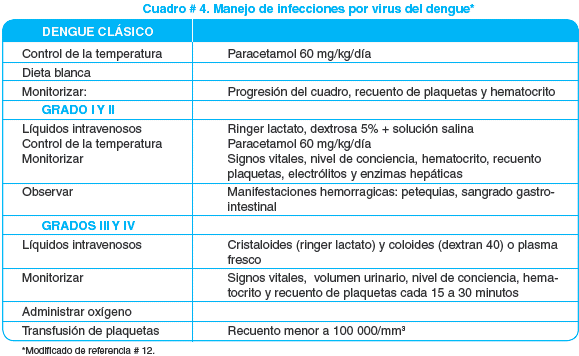 Cuadro # 4. Manejo de infecciones por virus del dengue*
DENGUE CLÁSICO
Control de la temperatura Paracetamol 60 mg/kg/día
Dieta blanca
Monitorizar: Progresión del cuadro, recuento de plaquetas y hematocrito
GRADO I Y II
Líquidos intravenosos Ringer lactato, dextrosa 5% + solución salina
Control de la temperatura Paracetamol 60 mg/kg/día
Monitorizar Signos vitales, nivel de conciencia, hematocrito, recuento
plaquetas, electrólitos y enzimas hepáticas
Observar Manifestaciones hemorragicas: petequias, sangrado gastro-
intestinal
GRADOS III Y IV
Líquidos intravenosos Cristaloides (ringer lactato) y coloides (dextran 40) o plasma
fresco
Monitorizar Signos vitales, volumen urinario, nivel de conciencia, hema-
tocrito y recuento de plaquetas cada 15 a 30 minutos
Administrar oxígeno
Transfusión de plaquetas Recuento menor a 100 000/mm³
*Modificado de referencia # 12.